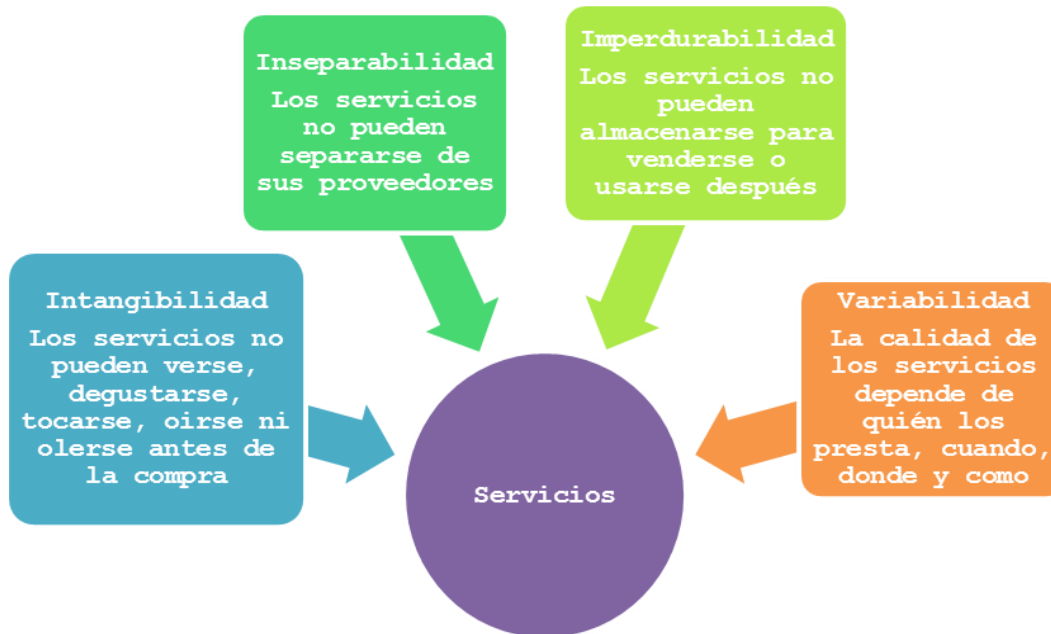 Intangibilidad
Los servicios no
pueden verse,
degustarse,
tocarse, oirse ni
olerse antes de
la compra
Inseparabilidad
Los servicios
no pueden
separarse de
sus proveedores
Imperdurabilidad
Los servicios no
pueden
almacenarse para
venderse o
usarse después
Variabilidad
La calidad de
los servicios
depende de
quién los
presta, cuando,
donde y como
Servicios